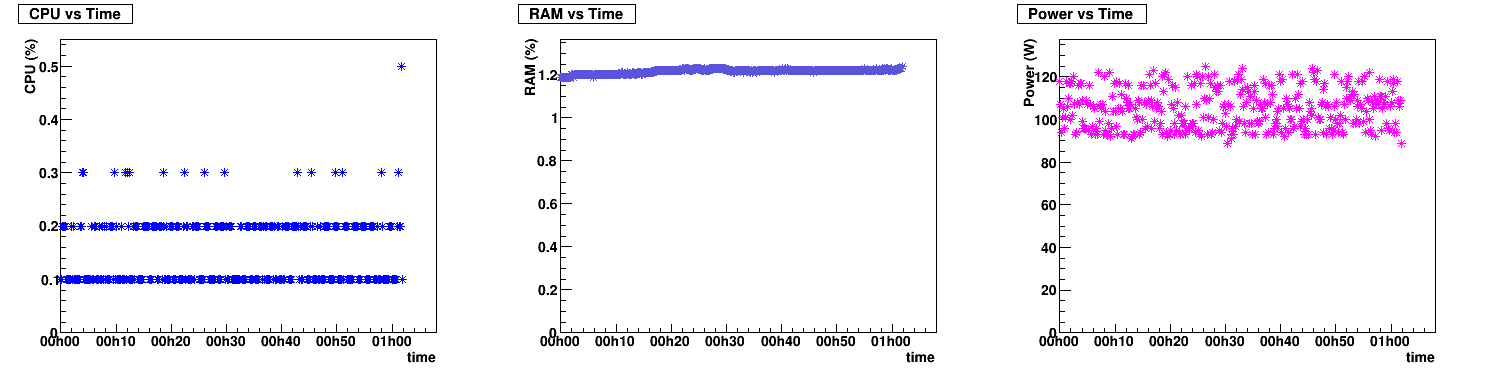 CPU vs Time
CPU (%)
0.5
0.4
0.3
0.2
0.1
0
00h00 00h10 00h20 00h30 00h40 00h50 01h00
time
RAM vs Time
RAM (%)
1.2
1
0.8
0.6
0.4
0.2
0
00h00 00h10 00h20 00h30 00h40 00h50 01h00
time
Power vs Time
Power (W)
120
100
80
60
40
20
0
00h00 00h10 00h20 00h30 00h40 00h50 01h00
time